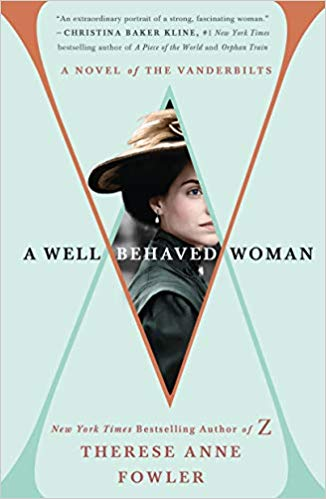 "An extraordinary portrait of a strong, fascinating woman."
—CHRISTINA BAKER KLINE, #1 New York Times
bestselling author of A Piece of the World and Orphan Train
A NOVEL of THE VANDERBILTS
A WELL BEHAVED WOMAN
New York Times Bestselling Author of Z
THERESE ANNE
FOWLER